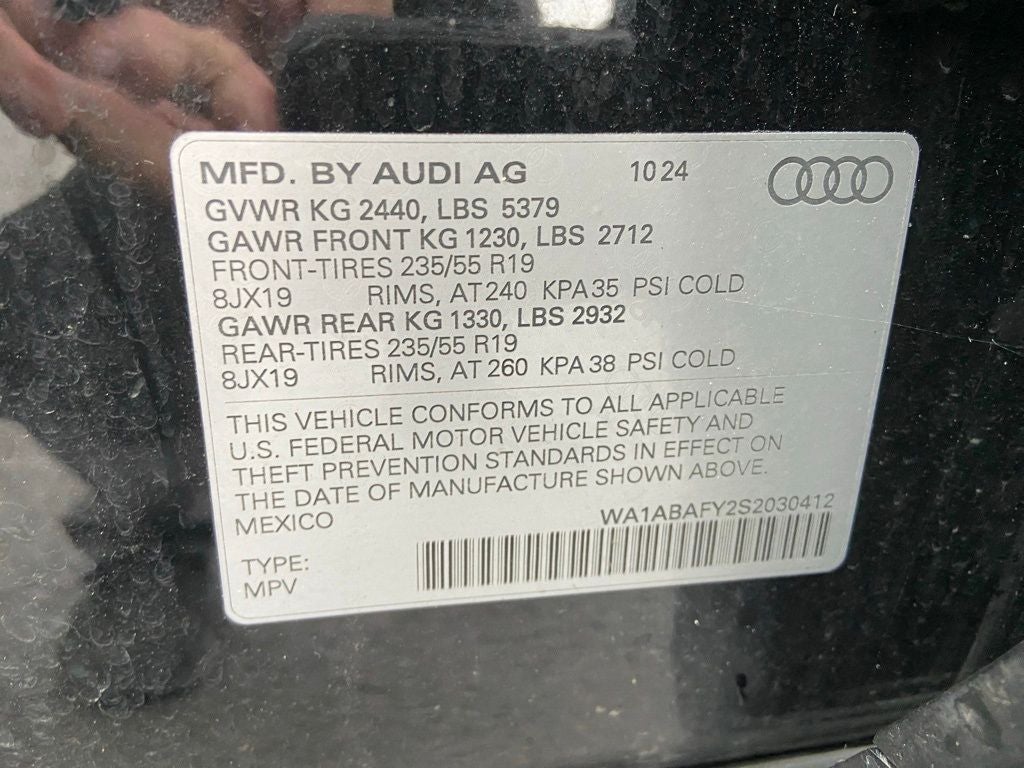 MFD. BY AUDI AG 10 24
GVWR KG 2440, LBS 5379
GAWR FRONT KG 1230, LBS 2712
FRONT-TIRES 235/55 R19
8JX19 RIMS, AT 240 KPA 35 PSI COLD
GAWR REAR KG 1330, LBS 2932
REAR-TIRES 235/55 R19
8JX19 RIMS, AT 260 KPA 38 PSI COLD
THIS VEHICLE CONFORMS TO ALL APPLICABLE
U.S. FEDERAL MOTOR VEHICLE SAFETY AND
THEFT PREVENTION STANDARDS IN EFFECT ON
THE DATE OF MANUFACTURE SHOWN ABOVE.
MEXICO WA1ABAFY2S2030412
TYPE:
MPV